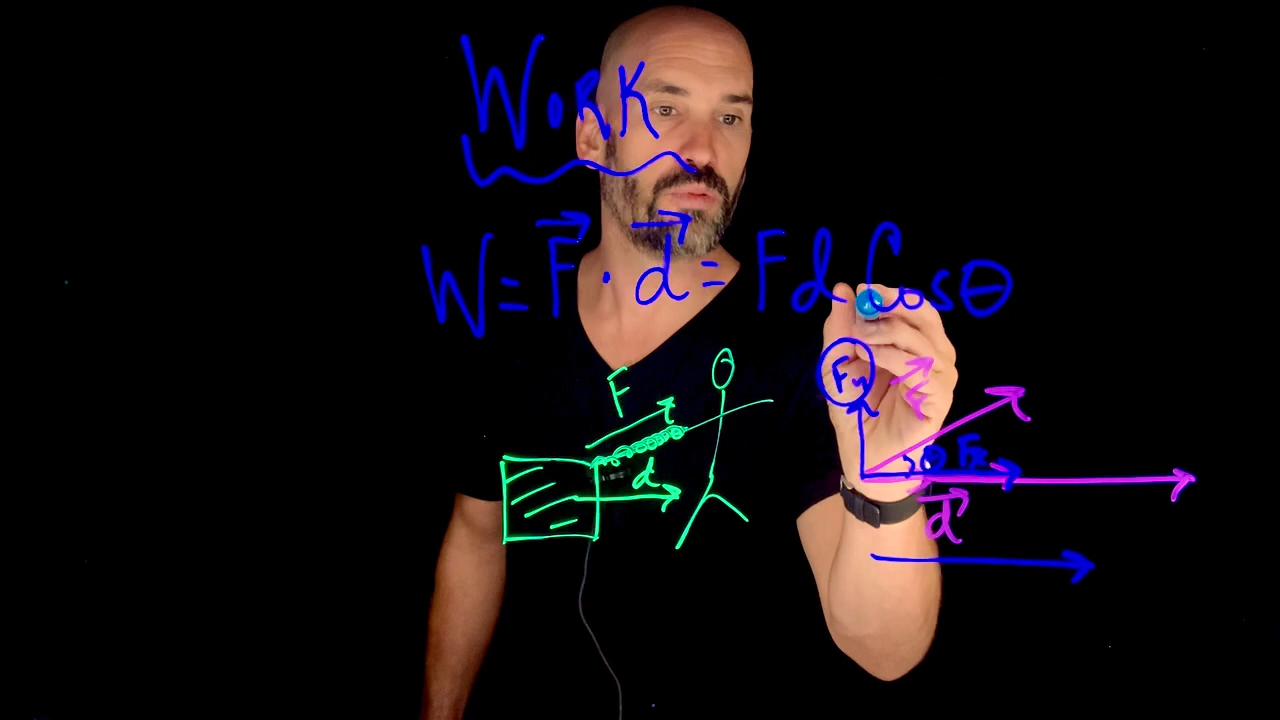 WORK
W = F⃗ · d⃗ = Fd Cosθ
F
d
Fy
F⃗
θ Fx
d⃗